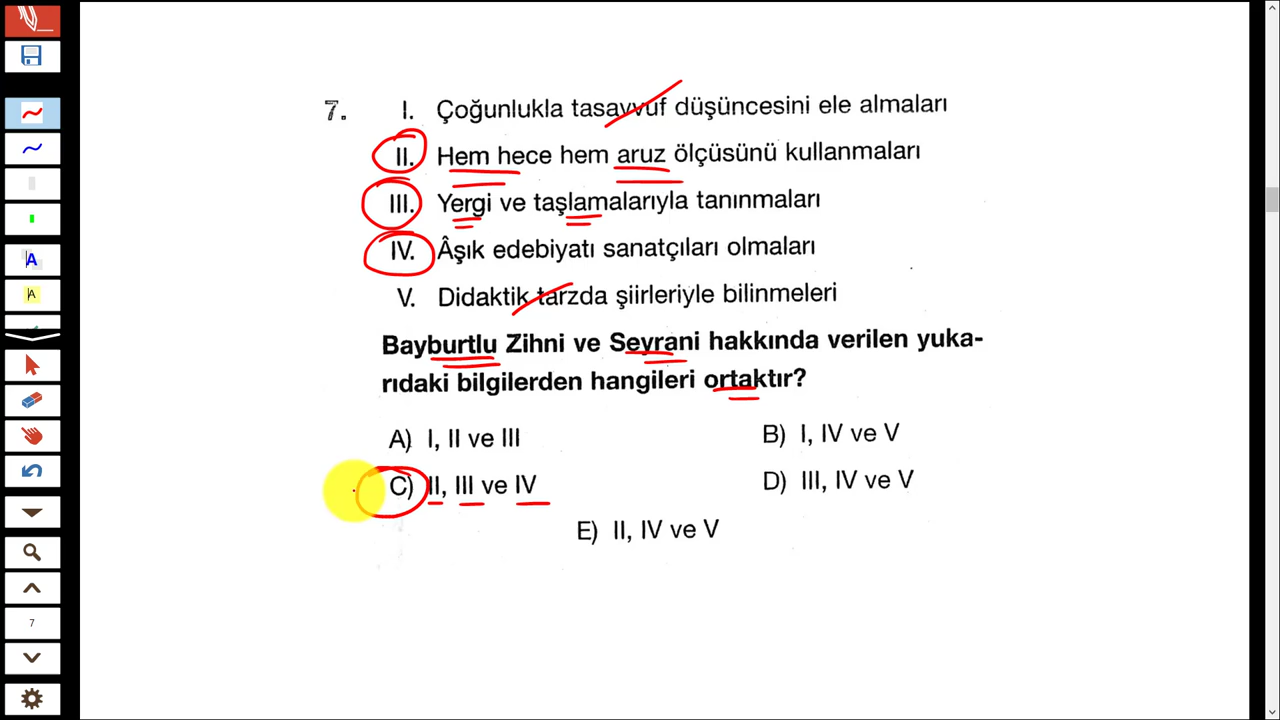 7. I. Çoğunlukla tasavvuf düşüncesini ele almaları
II. Hem hece hem aruz ölçüsünü kullanmaları
III. Yergi ve taşlamalarıyla tanınmaları
IV. Âşık edebiyatı sanatçıları olmaları
V. Didaktik tarzda şiirleriyle bilinmeleri
Bayburtlu Zihni ve Seyrani hakkında verilen yuka-
rıdaki bilgilerden hangileri ortaktır?
A) I, II ve III B) I, IV ve V
C) II, III ve IV D) III, IV ve V
E) II, IV ve V
A
A
7